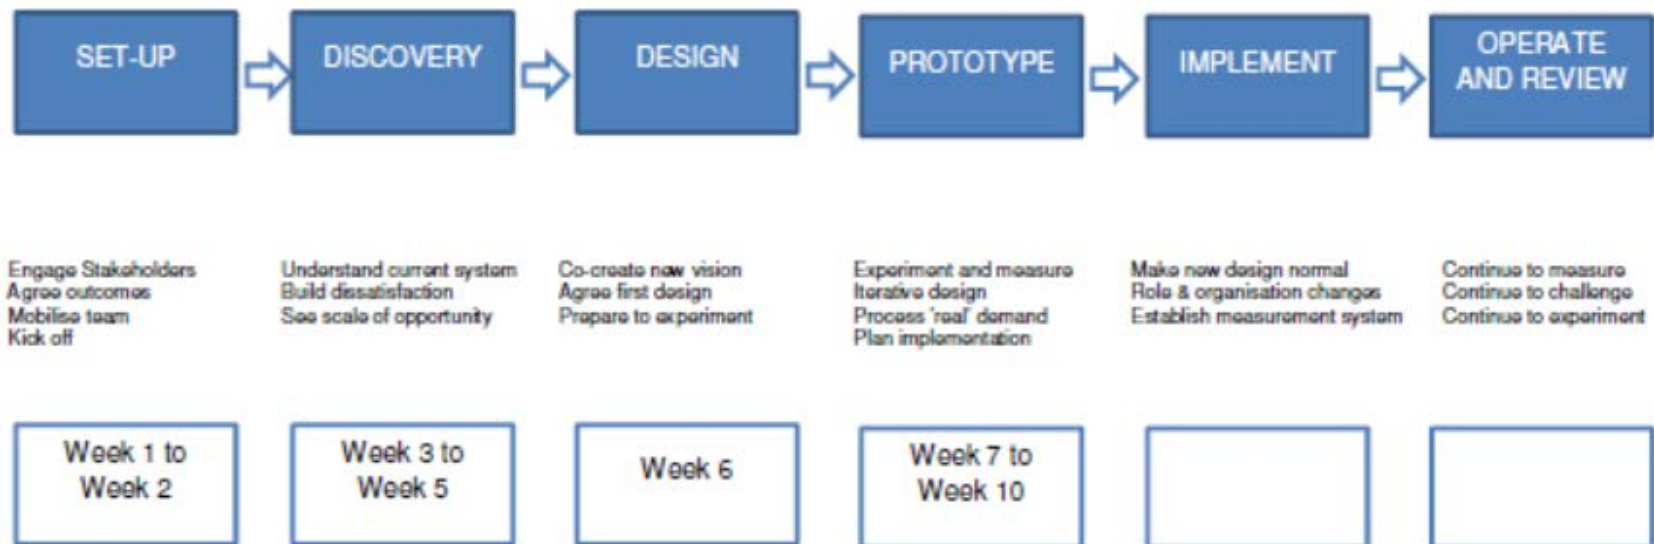 SET-UP
DISCOVERY
DESIGN
PROTOTYPE
IMPLEMENT
OPERATE
AND REVIEW
Engage Stakeholders
Agree outcomes
Mobilise team
Kick off
Understand current system
Build dissatisfaction
See scale of opportunity
Co-create new vision
Agree first design
Prepare to experiment
Experiment and measure
Iterative design
Process 'real' demand
Plan implementation
Make new design normal
Role & organisation changes
Establish measurement system
Continue to measure
Continue to challenge
Continue to experiment
Week 1 to
Week 2
Week 3 to
Week 5
Week 6
Week 7 to
Week 10